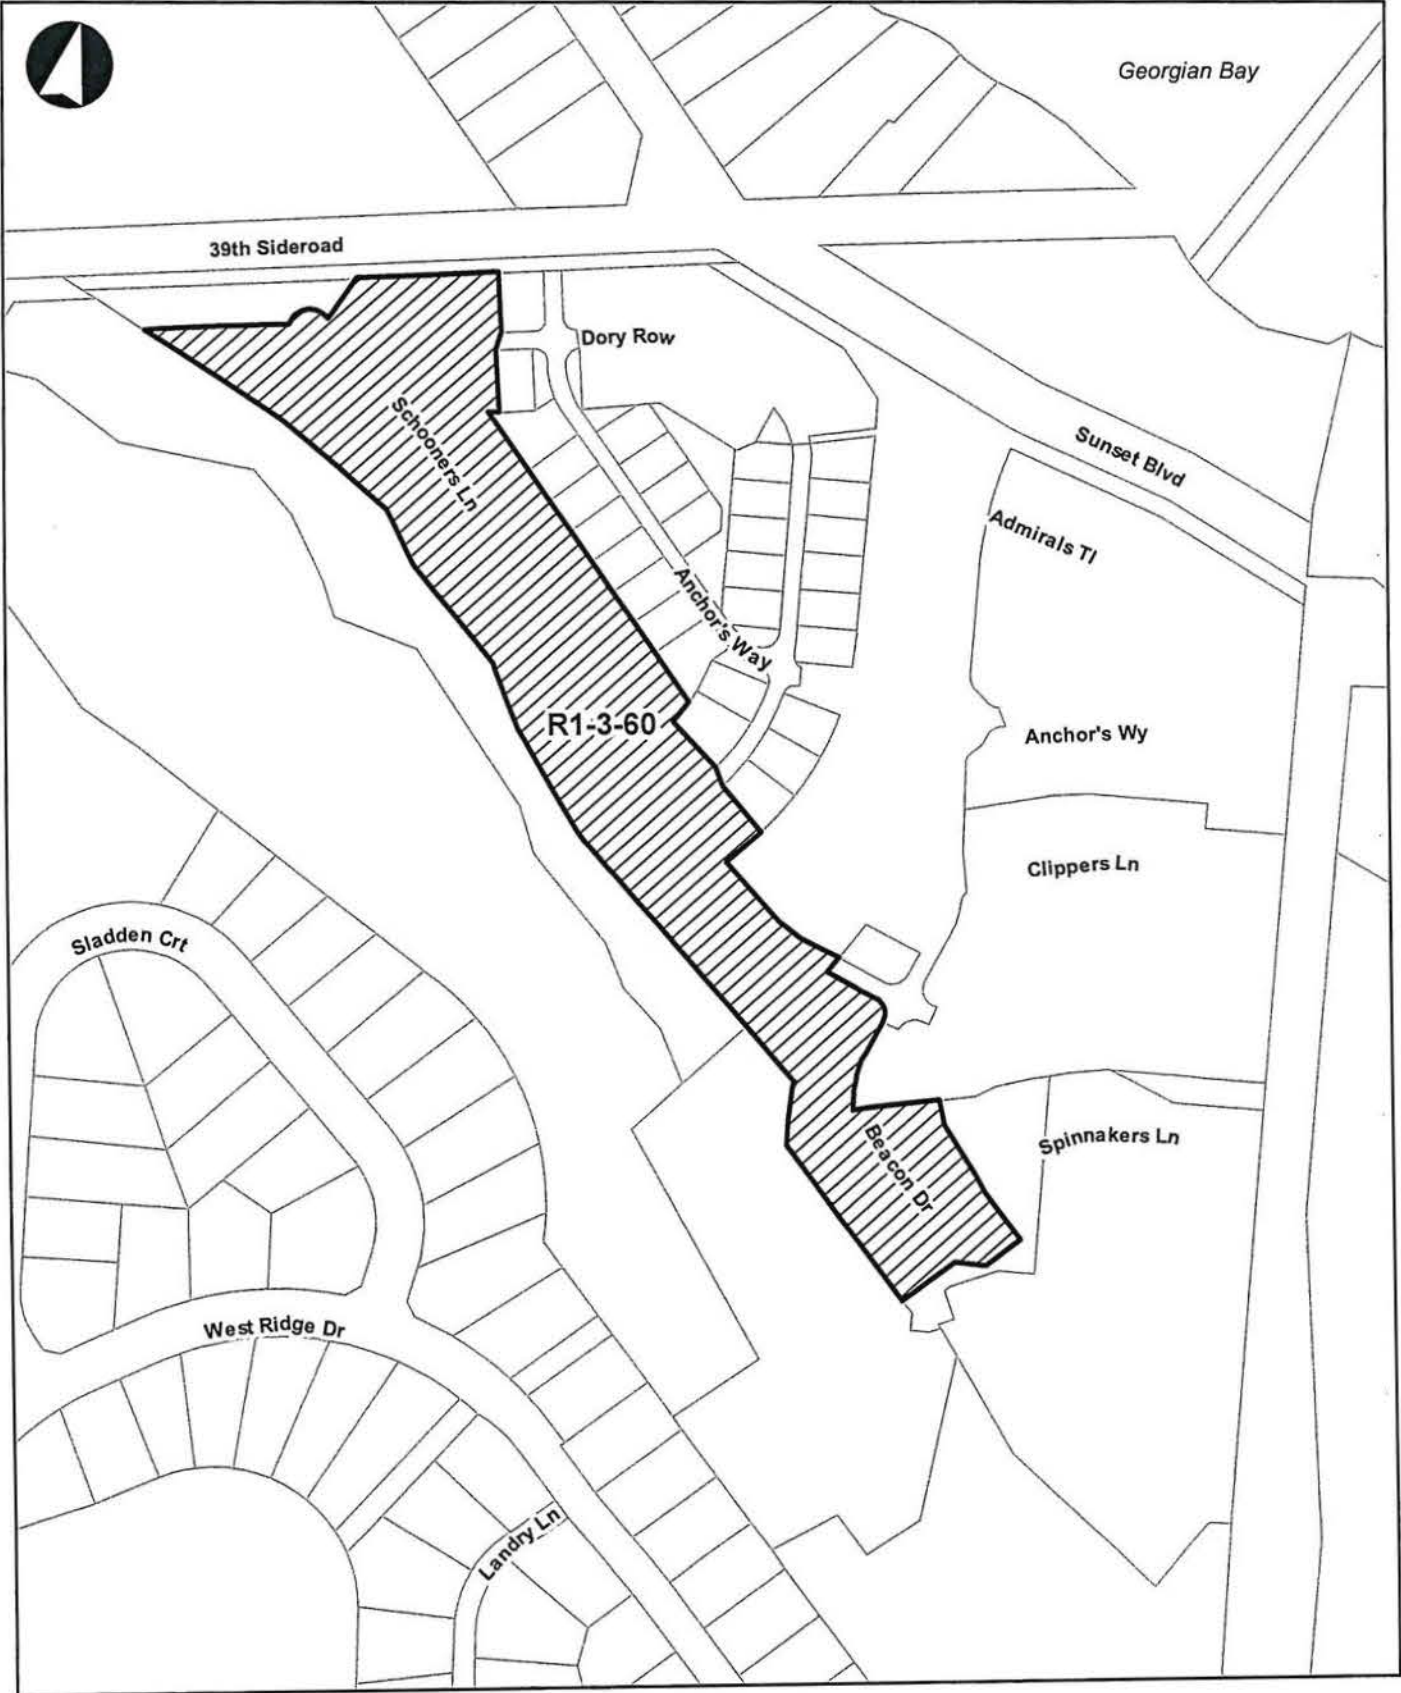 Georgian Bay
39th Sideroad
Dory Row
Schooners Ln
Sunset Blvd
Admirals Tl
Anchor's Way
R1-3-60
Anchor's Wy
Clippers Ln
Sladden Crt
Beacon Dr
Spinnakers Ln
West Ridge Dr
Landry Ln